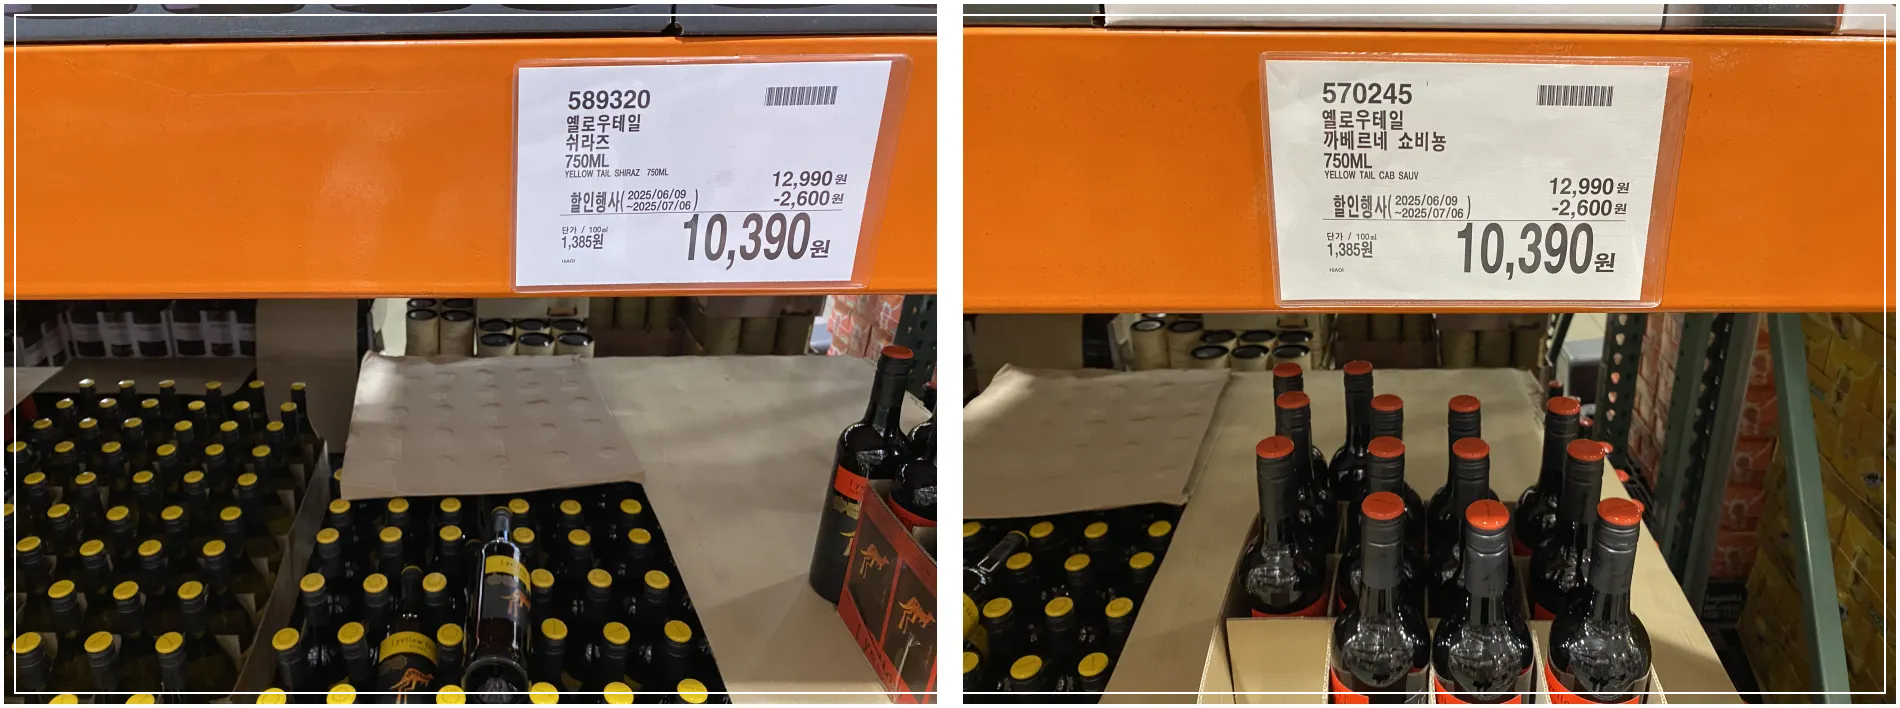 589320
옐로우테일
쉬라즈
750ML
YELLOW TAIL SHIRAZ 750ML
12,990원
할인행사(2025/06/09 ~2025/07/06)
-2,600원
단가 / 100㎖
1,385원
10,390원
570245
옐로우테일
까베르네 쇼비뇽
750ML
YELLOW TAIL CAB SAUV
12,990원
할인행사(2025/06/09 ~2025/07/06)
-2,600원
단가 / 100㎖
1,385원
10,390원